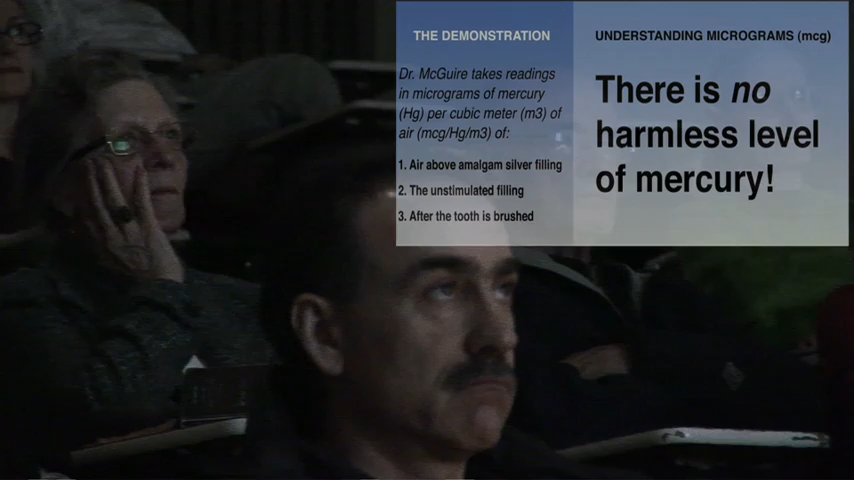 THE DEMONSTRATION
Dr. McGuire takes readings
in micrograms of mercury
(Hg) per cubic meter (m3) of
air (mcg/Hg/m3) of:
1. Air above amalgam silver filling
2. The unstimulated filling
3. After the tooth is brushed
UNDERSTANDING MICROGRAMS (mcg)
There is no
harmless level
of mercury!